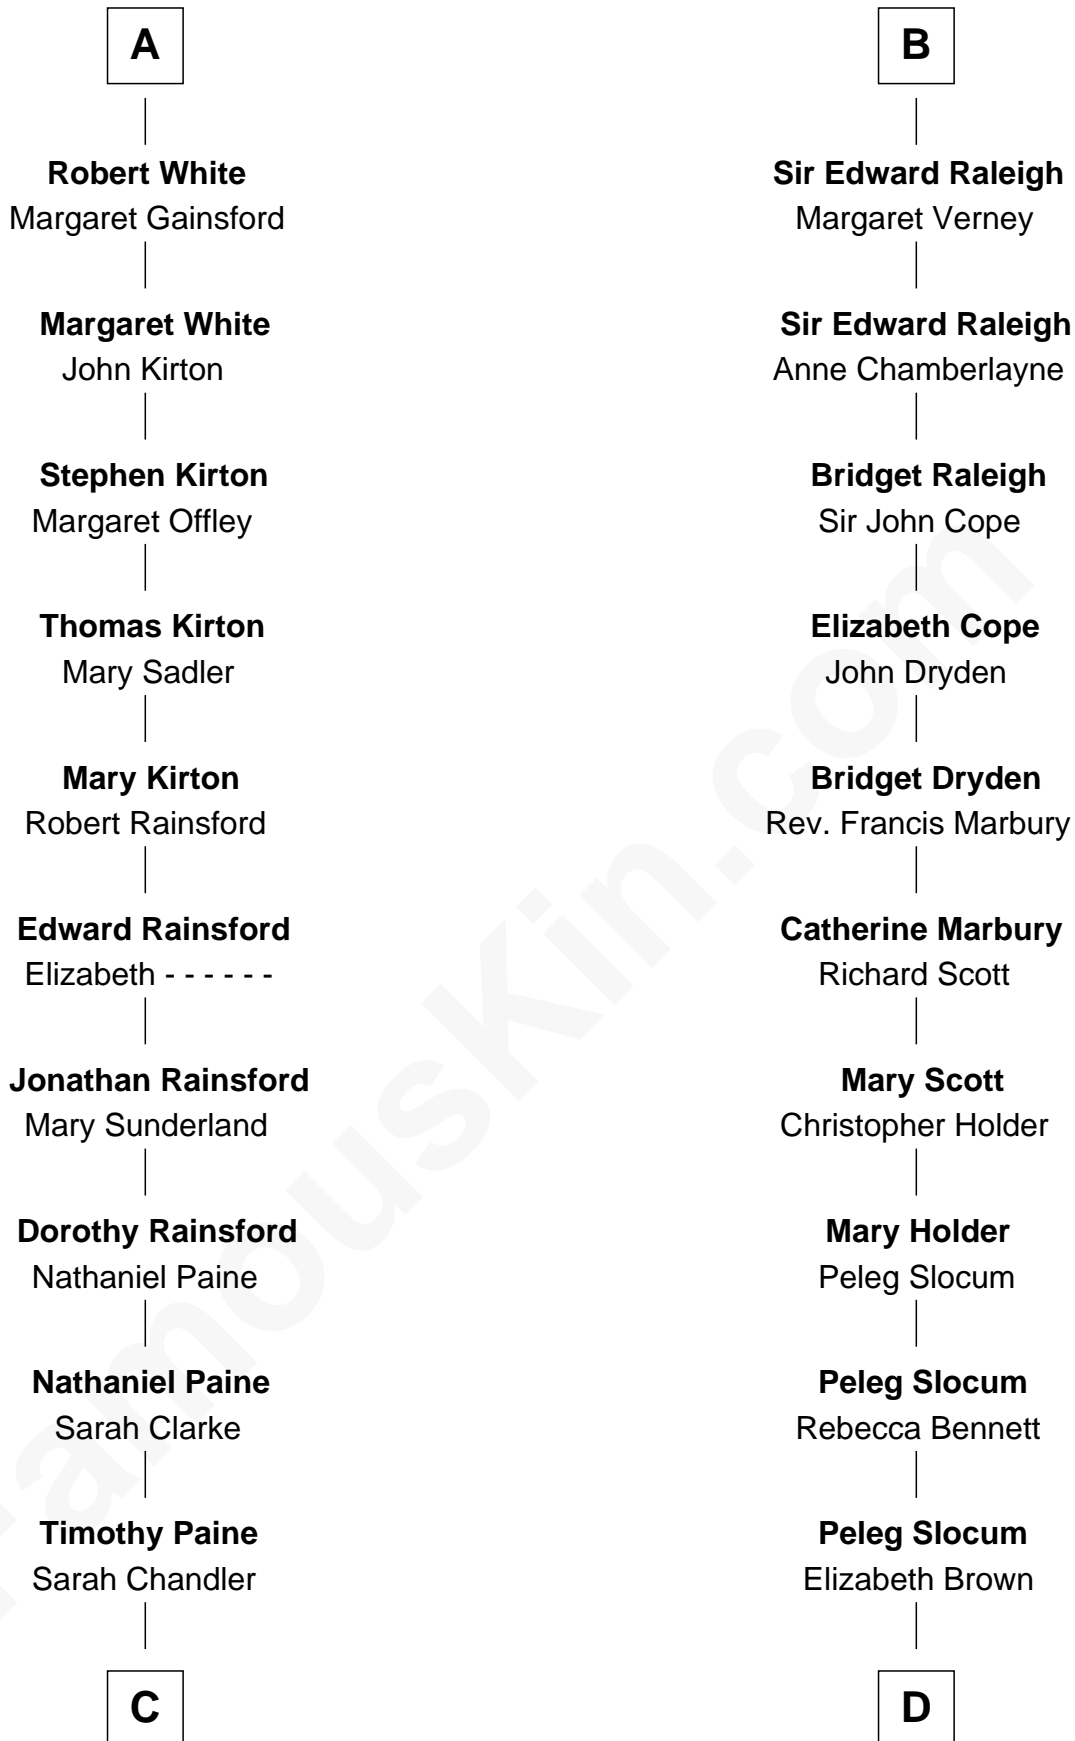 A
Robert White
Margaret Gainsford
Margaret White
John Kirton
Stephen Kirton
Margaret Offley
Thomas Kirton
Mary Sadler
Mary Kirton
Robert Rainsford
Edward Rainsford
Elizabeth - - - - - -
Jonathan Rainsford
Mary Sunderland
Dorothy Rainsford
Nathaniel Paine
Nathaniel Paine
Sarah Clarke
Timothy Paine
Sarah Chandler
C
B
Sir Edward Raleigh
Margaret Verney
Sir Edward Raleigh
Anne Chamberlayne
Bridget Raleigh
Sir John Cope
Elizabeth Cope
John Dryden
Bridget Dryden
Rev. Francis Marbury
Catherine Marbury
Richard Scott
Mary Scott
Christopher Holder
Mary Holder
Peleg Slocum
Peleg Slocum
Rebecca Bennett
Peleg Slocum
Elizabeth Brown
D
FamousKin.com